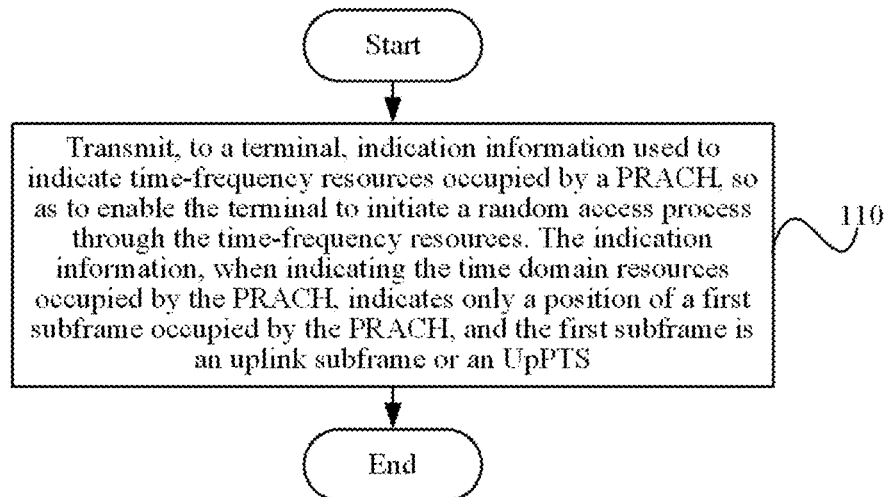 Start
Transmit, to a terminal, indication information used to
indicate time-frequency resources occupied by a PRACH, so
as to enable the terminal to initiate a random access process
through the time-frequency resources. The indication
information, when indicating the time domain resources
occupied by the PRACH, indicates only a position of a first
subframe occupied by the PRACH, and the first subframe is
an uplink subframe or an UpPTS
110
End